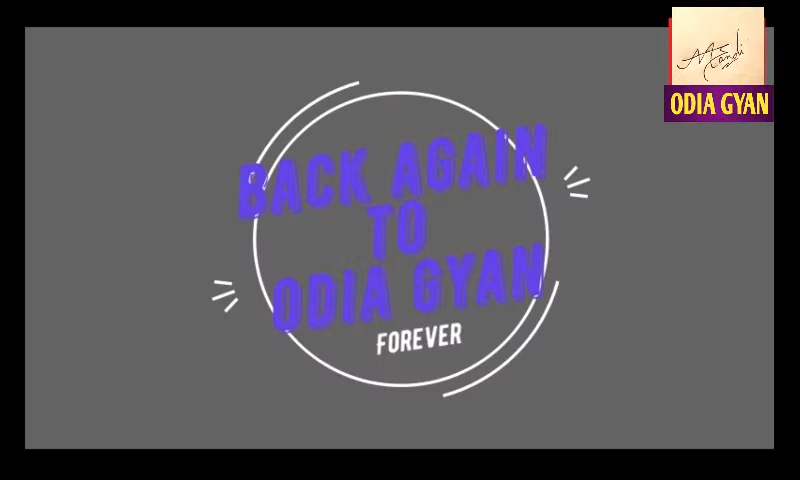 ODIA GYAN
BACK AGAIN
TO
ODIA GYAN
FOREVER